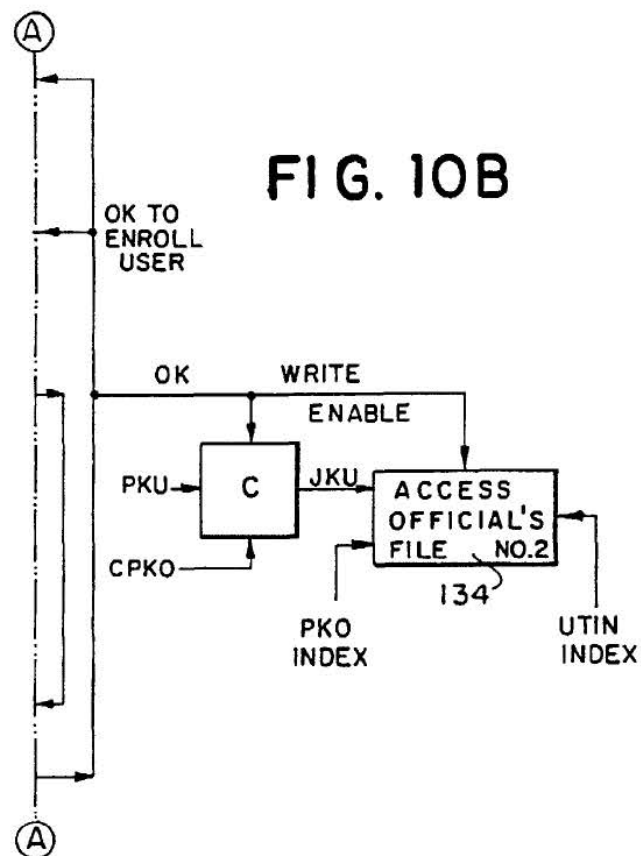 A
FIG. 10B
OK TO
ENROLL
USER
OK
WRITE
ENABLE
PKU
C
JKU
CPKO
ACCESS
OFFICIAL'S
FILE NO.2
134
PKO
INDEX
UTIN
INDEX
A